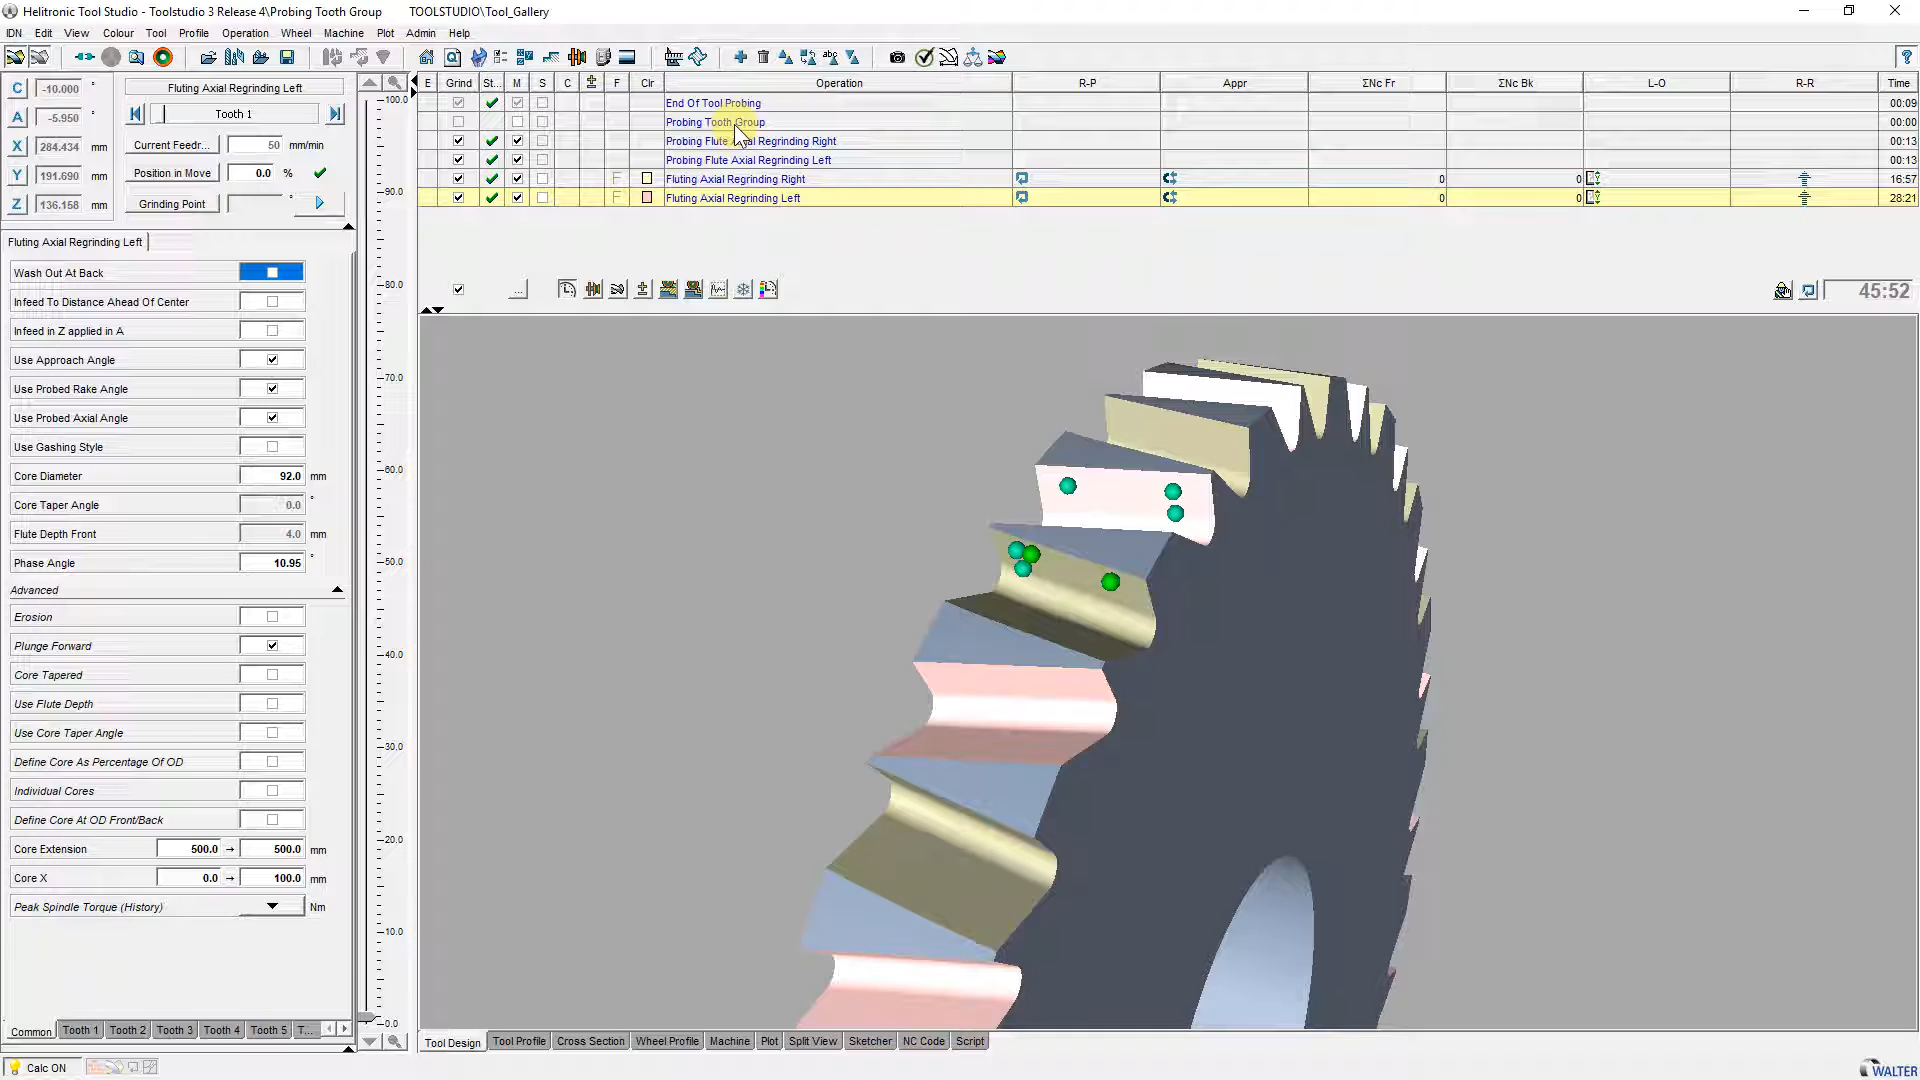 Helitronic Tool Studio - Toolstudio 3 Release 4\Probing Tooth Group TOOLSTUDIO\Tool_Gallery
IDN Edit View Colour Tool Profile Operation Wheel Machine Plot Admin Help
C -10.000 °
A -5.950 °
X 284.434 mm
Y 191.690 mm
Z 136.158 mm
Fluting Axial Regrinding Left
Tooth 1
Current Feedr... 50 mm/min
Position in Move 0.0 %
Grinding Point °
E Grind St... M S C ± F Clr Operation R-P Appr ΣNc Fr ΣNc Bk L-O R-R Time
End Of Tool Probing 00:09
Probing Tooth Group 00:00
Probing Flute Axial Regrinding Right 00:13
Probing Flute Axial Regrinding Left 00:13
F Fluting Axial Regrinding Right 0 0 16:57
F Fluting Axial Regrinding Left 0 0 28:21
... 45:52
Fluting Axial Regrinding Left
Wash Out At Back
Infeed To Distance Ahead Of Center
Infeed in Z applied in A
Use Approach Angle
Use Probed Rake Angle
Use Probed Axial Angle
Use Gashing Style
Core Diameter 92.0 mm
Core Taper Angle 0.0 °
Flute Depth Front 4.0 mm
Phase Angle 10.95 °
Advanced
Erosion
Plunge Forward
Core Tapered
Use Flute Depth
Use Core Taper Angle
Define Core As Percentage Of OD
Individual Cores
Define Core At OD Front/Back
Core Extension 500.0 → 500.0 mm
Core X 0.0 → 100.0 mm
Peak Spindle Torque (History) Nm
100.0
90.0
80.0
70.0
60.0
50.0
40.0
30.0
20.0
10.0
0.0
Common Tooth 1 Tooth 2 Tooth 3 Tooth 4 Tooth 5 T...
Tool Design Tool Profile Cross Section Wheel Profile Machine Plot Split View Sketcher NC Code Script
Calc ON
WALTER